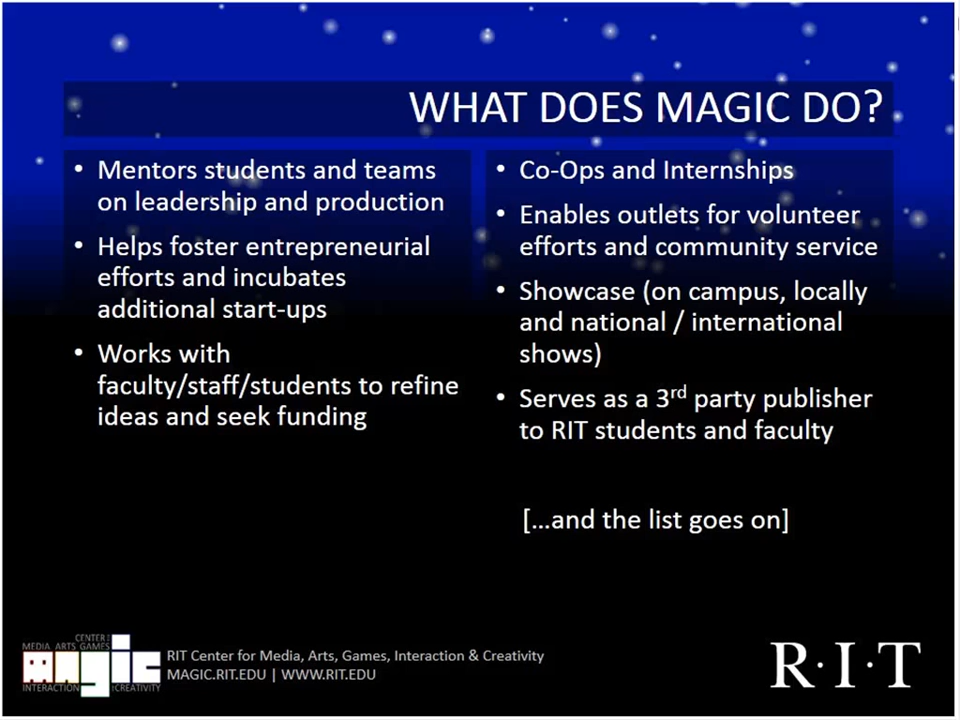 WHAT DOES MAGIC DO?
• Mentors students and teams
on leadership and production
• Helps foster entrepreneurial
efforts and incubates
additional start-ups
• Works with
faculty/staff/students to refine
ideas and seek funding
• Co-Ops and Internships
• Enables outlets for volunteer
efforts and community service
• Showcase (on campus, locally
and national / international
shows)
• Serves as a 3rd party publisher
to RIT students and faculty
[...and the list goes on]
CENTER for
MEDIA ARTS GAMES
magic
INTERACTION and CREATIVITY
RIT Center for Media, Arts, Games, Interaction & Creativity
MAGIC.RIT.EDU | WWW.RIT.EDU
R·I·T